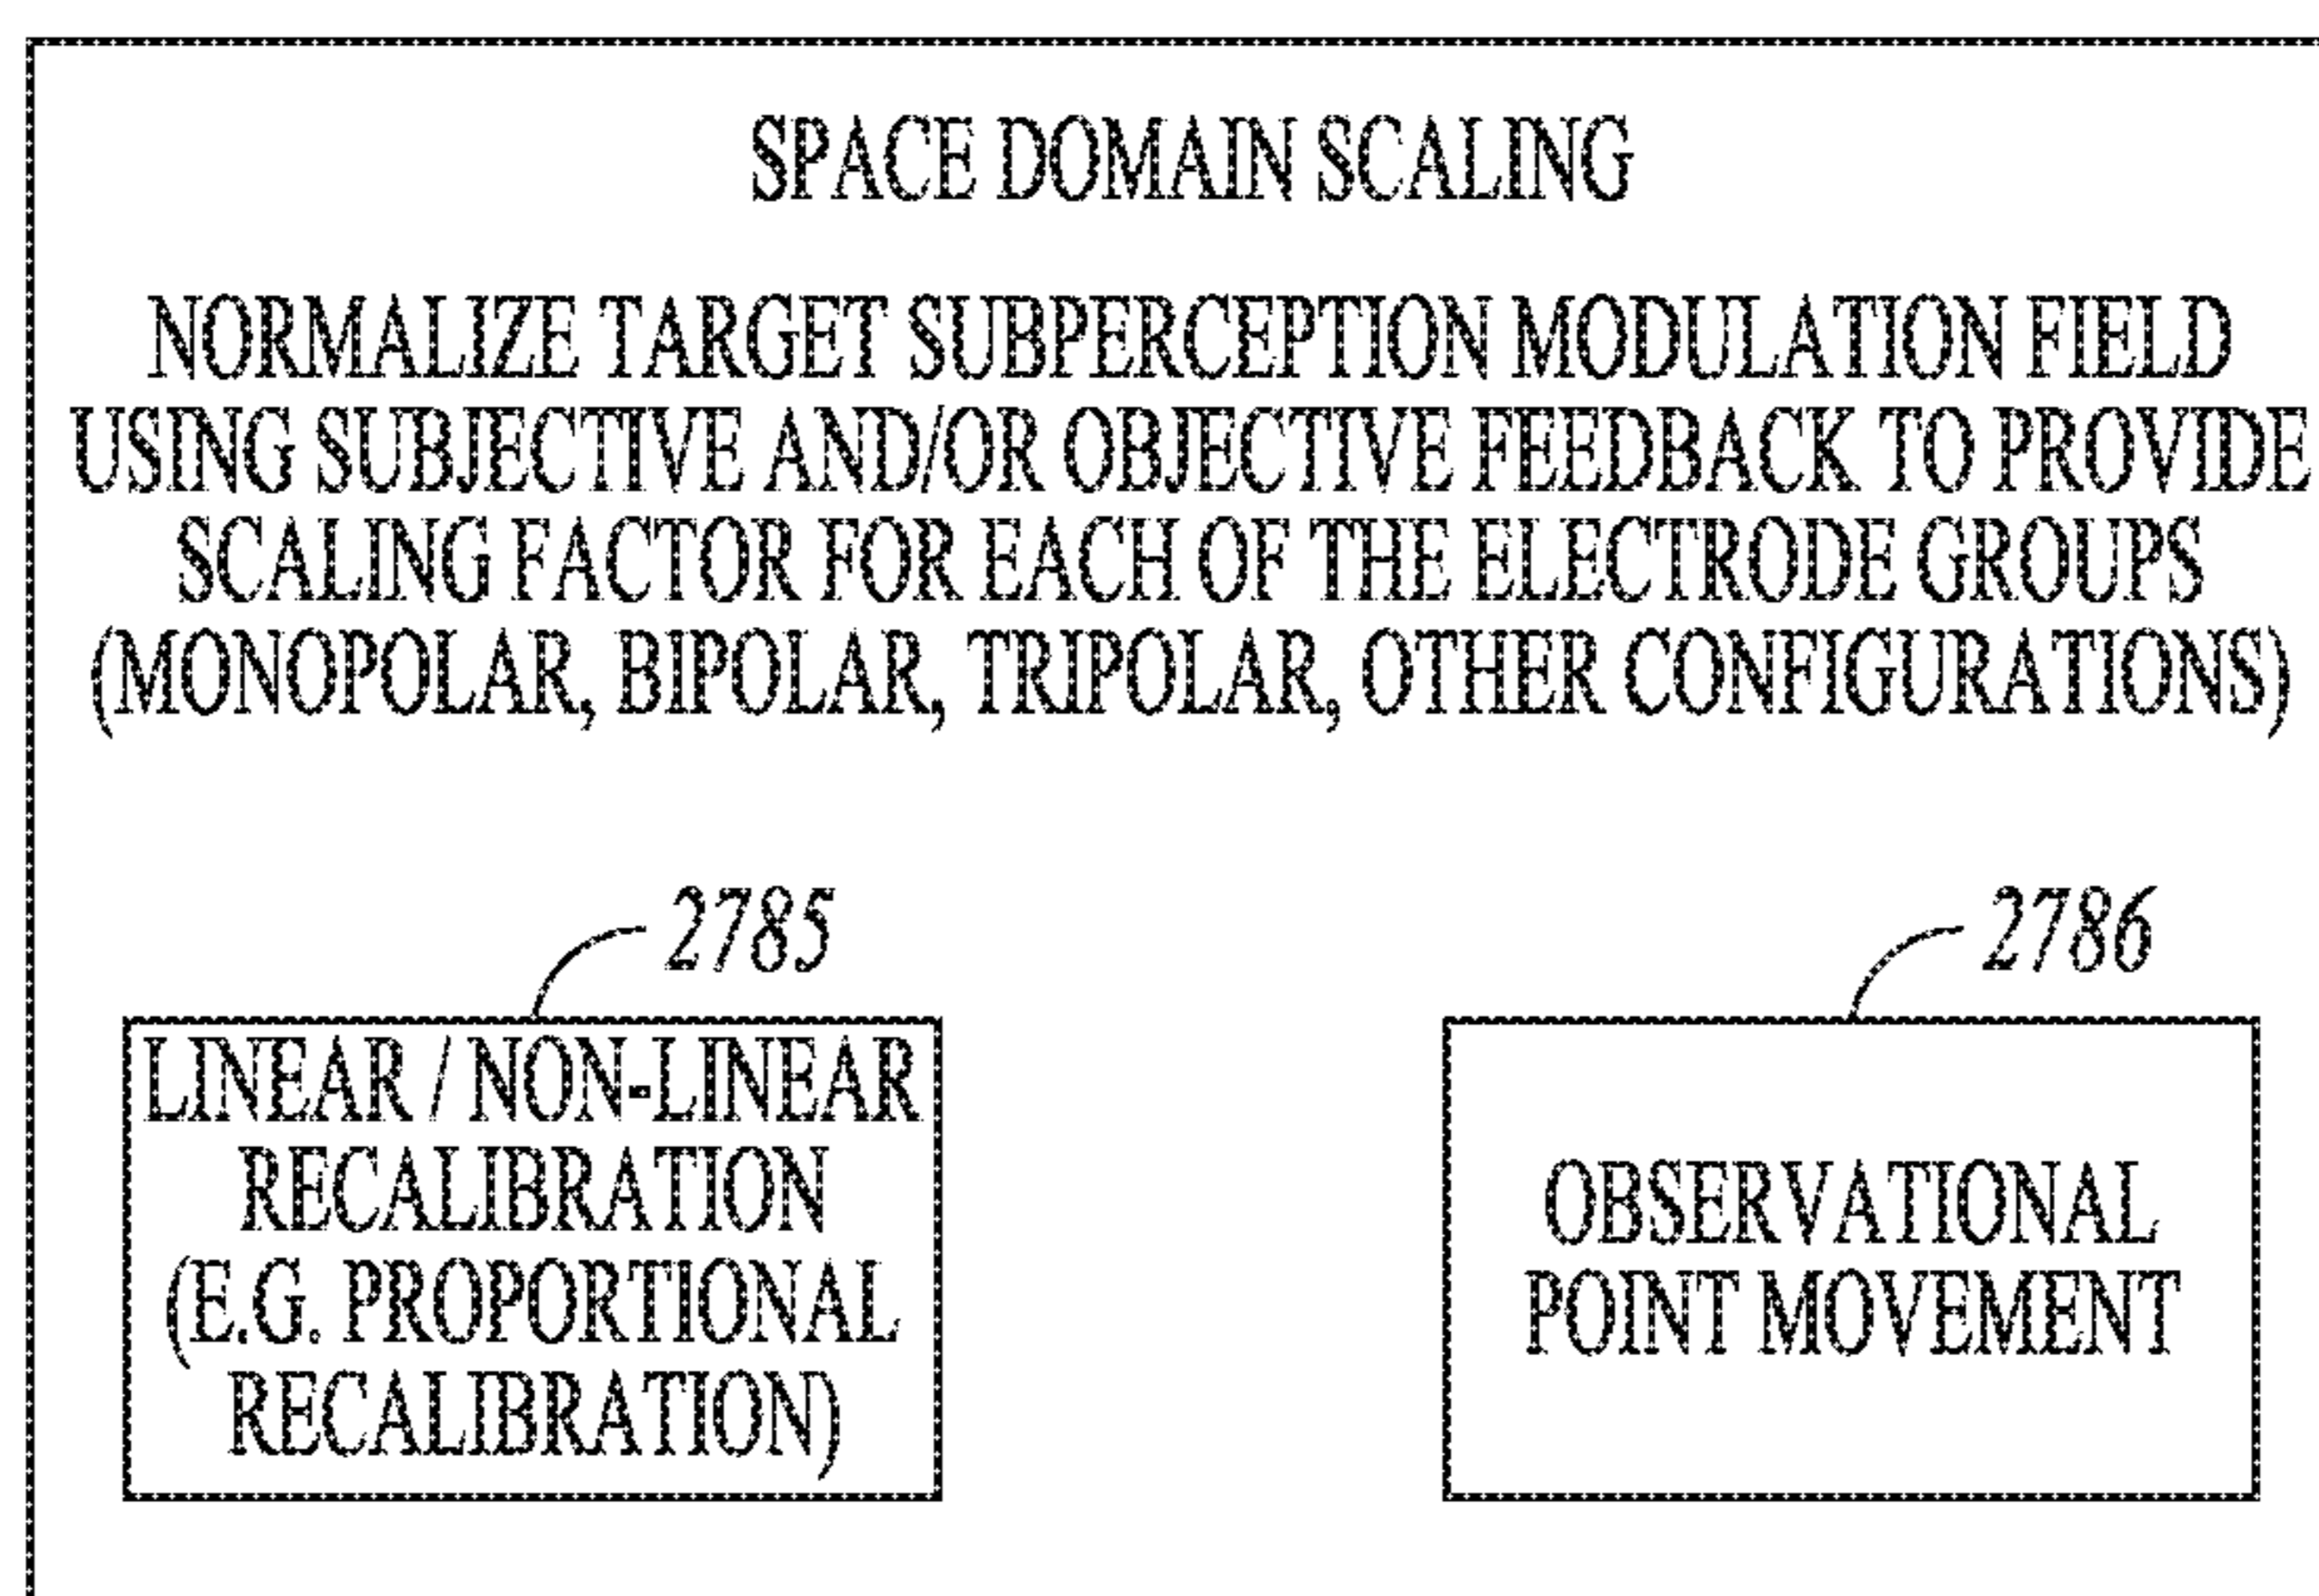 SPACE DOMAIN SCALING
NORMALIZE TARGET SUBPERCEPTION MODULATION FIELD
USING SUBJECTIVE AND/OR OBJECTIVE FEEDBACK TO PROVIDE
SCALING FACTOR FOR EACH OF THE ELECTRODE GROUPS
(MONOPOLAR, BIPOLAR, TRIPOLAR, OTHER CONFIGURATIONS)
2785
LINEAR / NON-LINEAR
RECALIBRATION
(E.G. PROPORTIONAL
RECALIBRATION)
2786
OBSERVATIONAL
POINT MOVEMENT